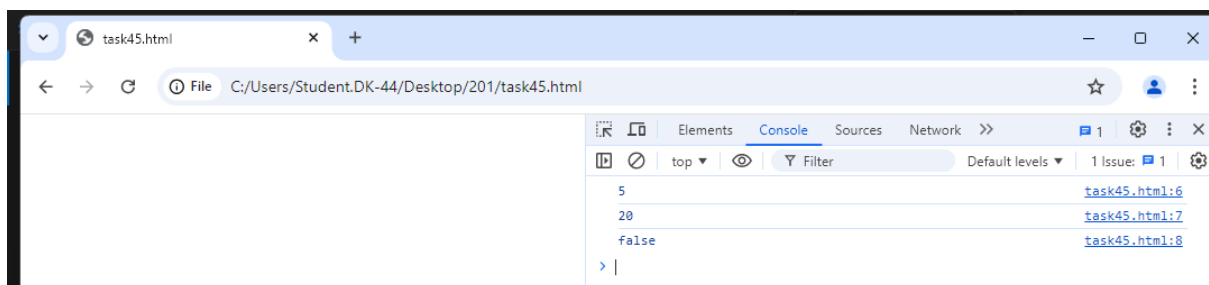 task45.html
File C:/Users/Student.DK-44/Desktop/201/task45.html
Elements Console Sources Network 1
top Filter Default levels 1 Issue: 1
5 task45.html:6
20 task45.html:7
false task45.html:8